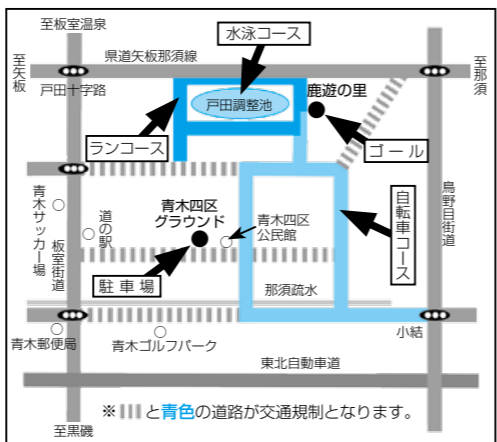 至板室温泉
水泳コース
県道矢板那須線
至矢板
至那須
戸田十字路
戸田調整池
鹿遊の里
ランコース
ゴール
青木サッカー場
板室街道
道の駅
青木四区
グラウンド
青木四区
公民館
自転車コース
烏野目街道
駐車場
那須疏水
青木郵便局
青木ゴルフパーク
小結
東北自動車道
※ と青色の道路が交通規制となります。
至黒磯